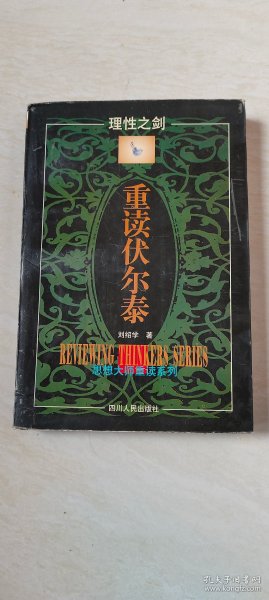 理性之剑
重读伏尔泰
刘绍学 著
REVIEWING THINKERS SERIES
思想大师重读系列
四川人民出版社
孔夫子旧书网